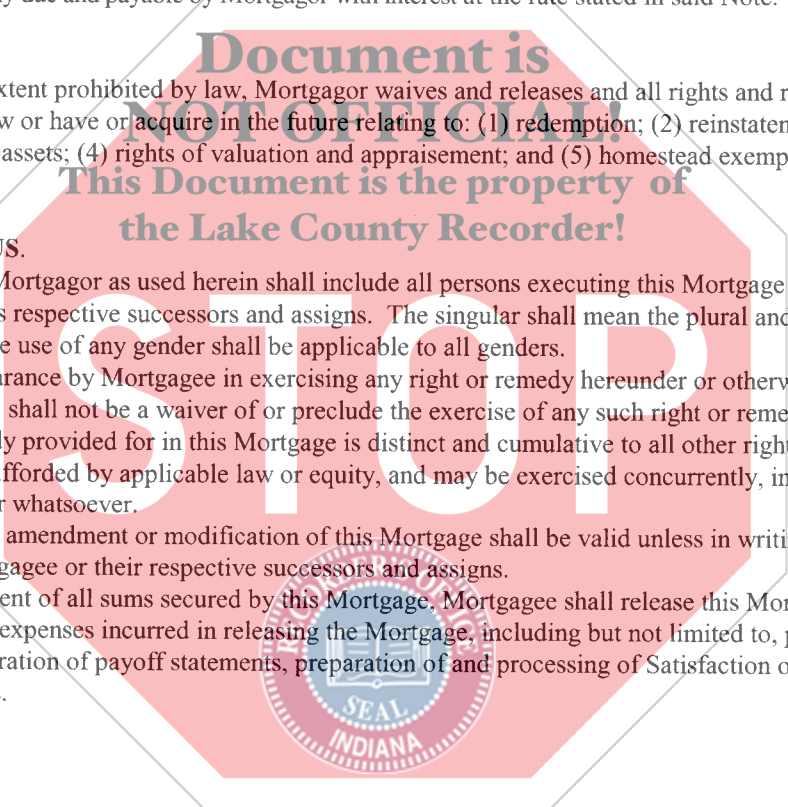 y due and payable by Mortgagor with interest at the rate stated in said Note.
Document is
xtent prohibited by law, Mortgagor waives and releases and all rights and r
NOT OFFICIAL!
w or have or acquire in the future relating to: (1) redemption; (2) reinstaten
assets; (4) rights of valuation and appraisement; and (5) homestead exemp
This Document is the property of
the Lake County Recorder!
US.
Mortgagor as used herein shall include all persons executing this Mortgage
s respective successors and assigns. The singular shall mean the plural and
e use of any gender shall be applicable to all genders.
arance by Mortgagee in exercising any right or remedy hereunder or otherw
shall not be a waiver of or preclude the exercise of any such right or reme
ly provided for in this Mortgage is distinct and cumulative to all other right
afforded by applicable law or equity, and may be exercised concurrently, in
r whatsoever.
STOP
amendment or modification of this Mortgage shall be valid unless in writi
gagee or their respective successors and assigns.
ent of all sums secured by this Mortgage, Mortgagee shall release this Mor
expenses incurred in releasing the Mortgage, including but not limited to, p
ration of payoff statements, preparation of and processing of Satisfaction o
RECORDER'S OFFICE
SEAL
INDIANA